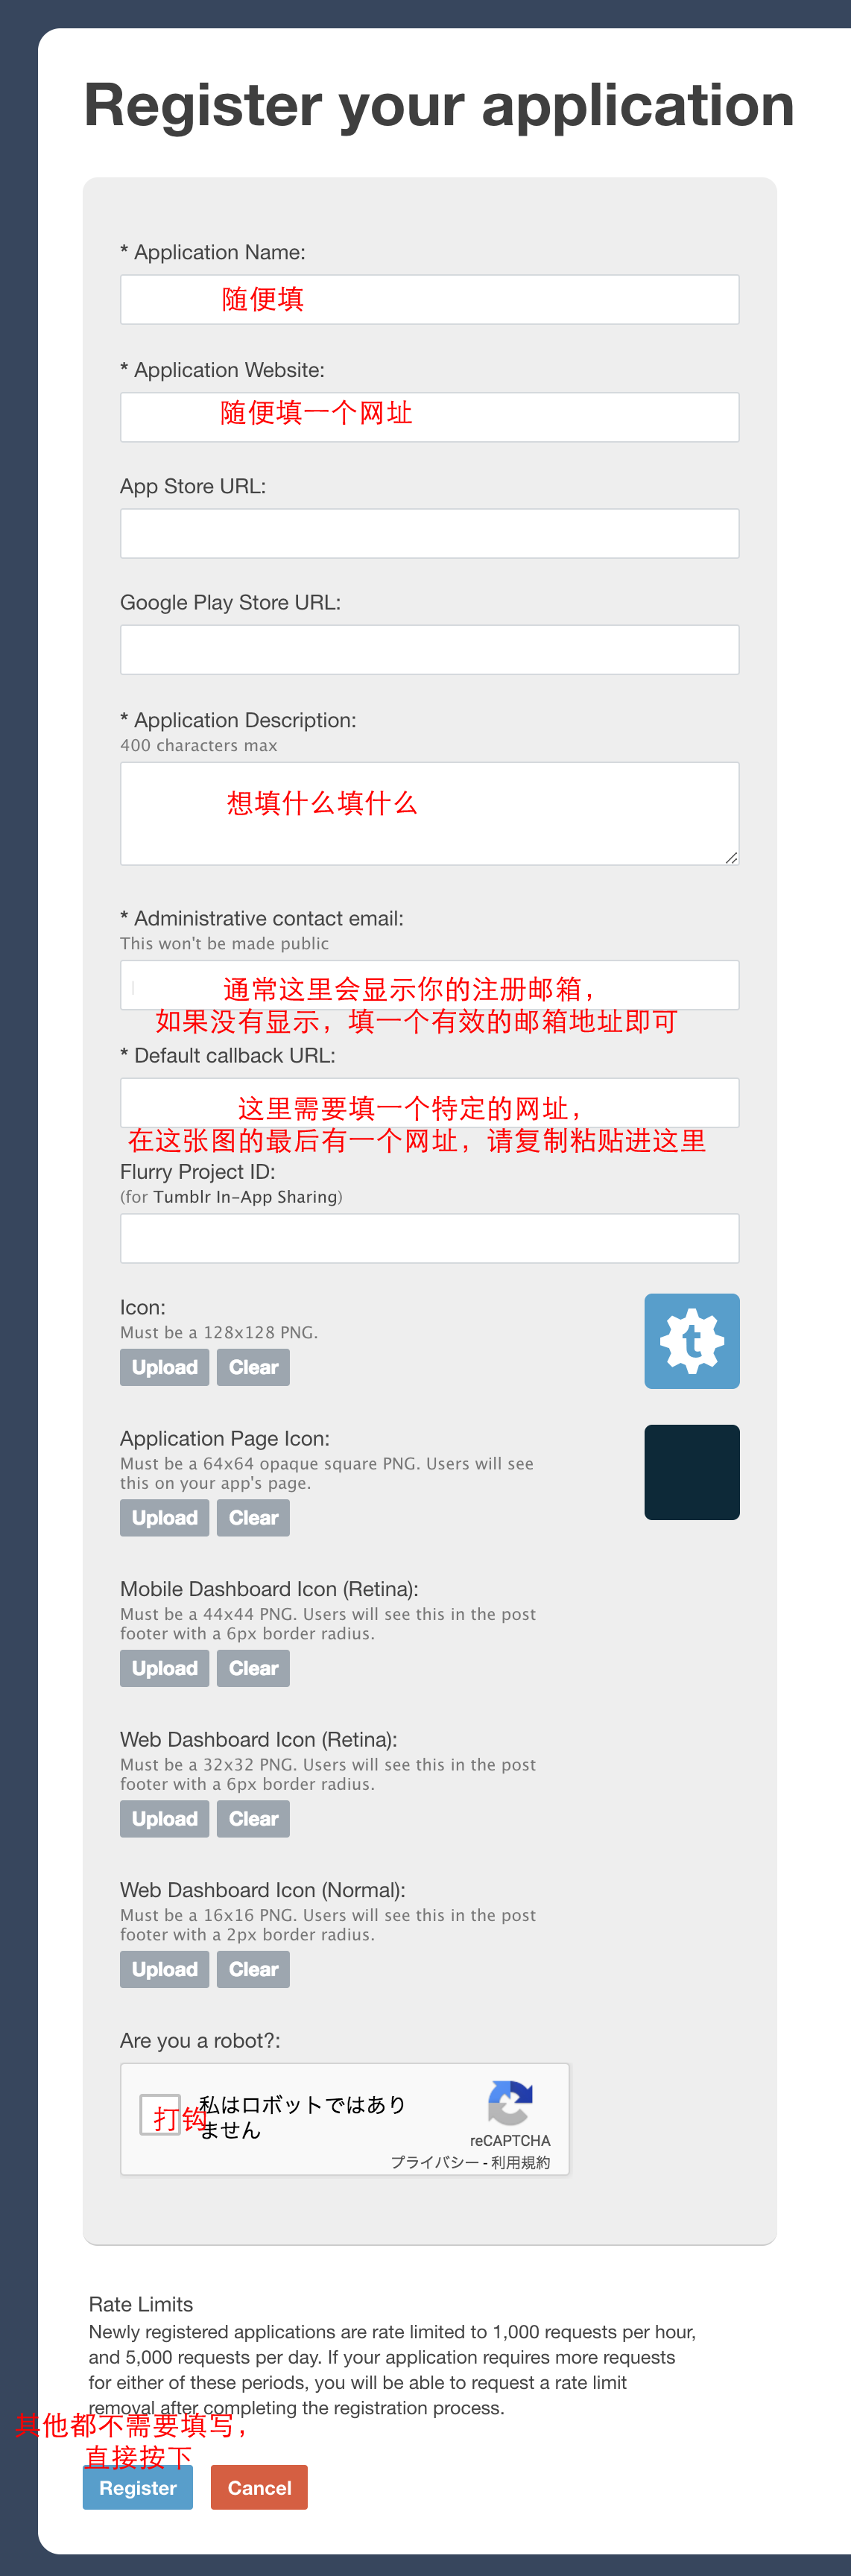 Register your application
* Application Name:
随便填
* Application Website:
随便填一个网址
App Store URL:
Google Play Store URL:
* Application Description:
400 characters max
想填什么填什么
* Administrative contact email:
This won't be made public
通常这里会显示你的注册邮箱，
如果没有显示，填一个有效的邮箱地址即可
* Default callback URL:
这里需要填一个特定的网址，
在这张图的最后有一个网址，请复制粘贴进这里
Flurry Project ID:
(for Tumblr In-App Sharing)
Icon:
Must be a 128x128 PNG.
Upload Clear
Application Page Icon:
Must be a 64x64 opaque square PNG. Users will see
this on your app's page.
Upload Clear
Mobile Dashboard Icon (Retina):
Must be a 44x44 PNG. Users will see this in the post
footer with a 6px border radius.
Upload Clear
Web Dashboard Icon (Retina):
Must be a 32x32 PNG. Users will see this in the post
footer with a 6px border radius.
Upload Clear
Web Dashboard Icon (Normal):
Must be a 16x16 PNG. Users will see this in the post
footer with a 2px border radius.
Upload Clear
Are you a robot?:
打钩
私はロボットではあり
ません
reCAPTCHA
プライバシー - 利用規約
Rate Limits
Newly registered applications are rate limited to 1,000 requests per hour,
and 5,000 requests per day. If your application requires more requests
for either of these periods, you will be able to request a rate limit
removal after completing the registration process.
其他都不需要填写，
直接按下
Register Cancel